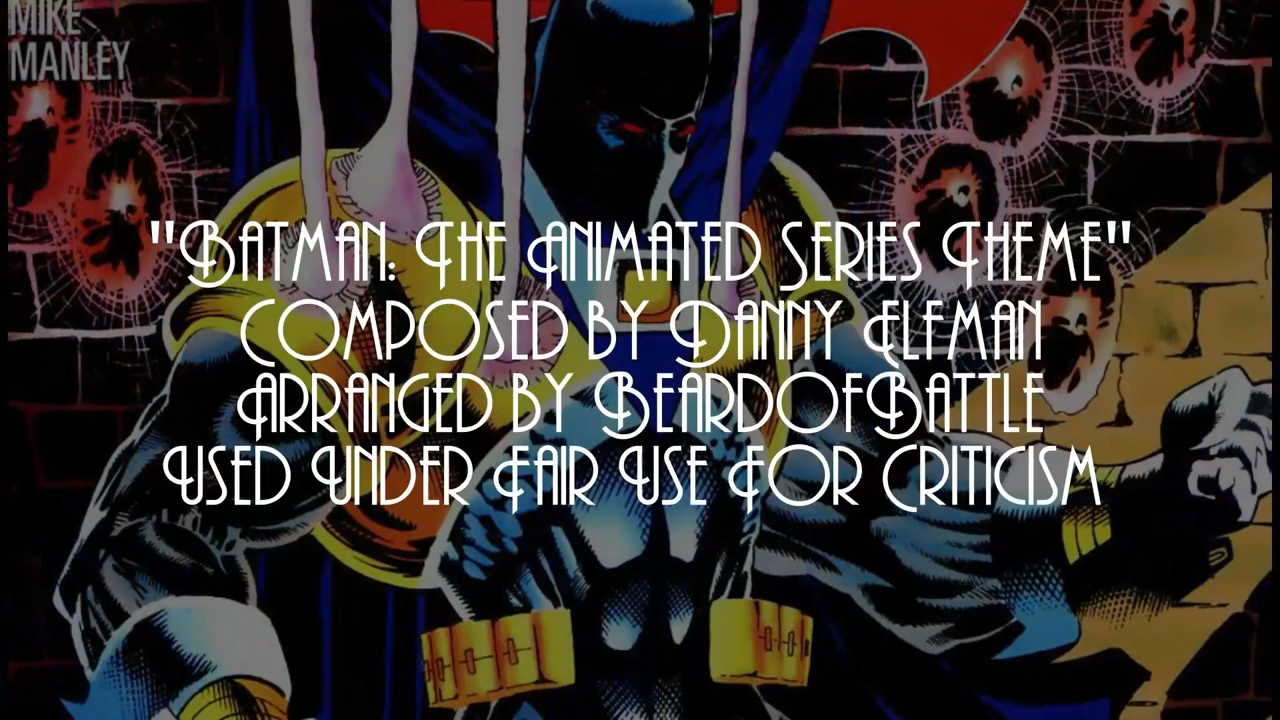 MIKE
MANLEY
"Batman: The Animated Series Theme"
Composed by Danny Elfman
Arranged by BeardofBattle
Used Under Fair Use For Criticism